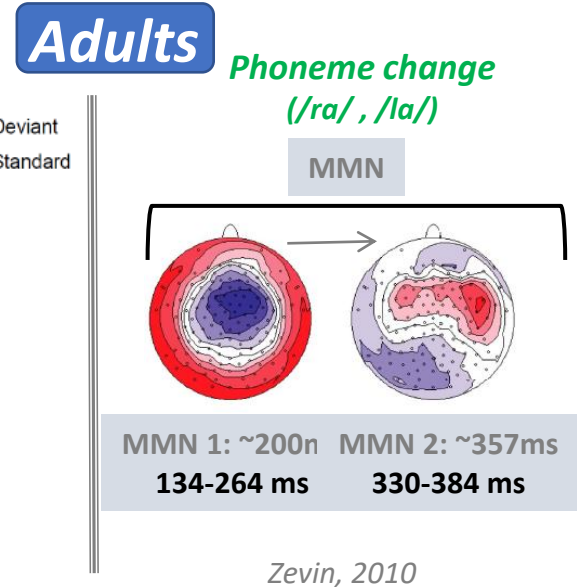 Adults
Phoneme change
(/ra/ , /la/)
Deviant
Standard
MMN
MMN 1: ~200 MMN 2: ~357ms
134-264 ms 330-384 ms
Zevin, 2010